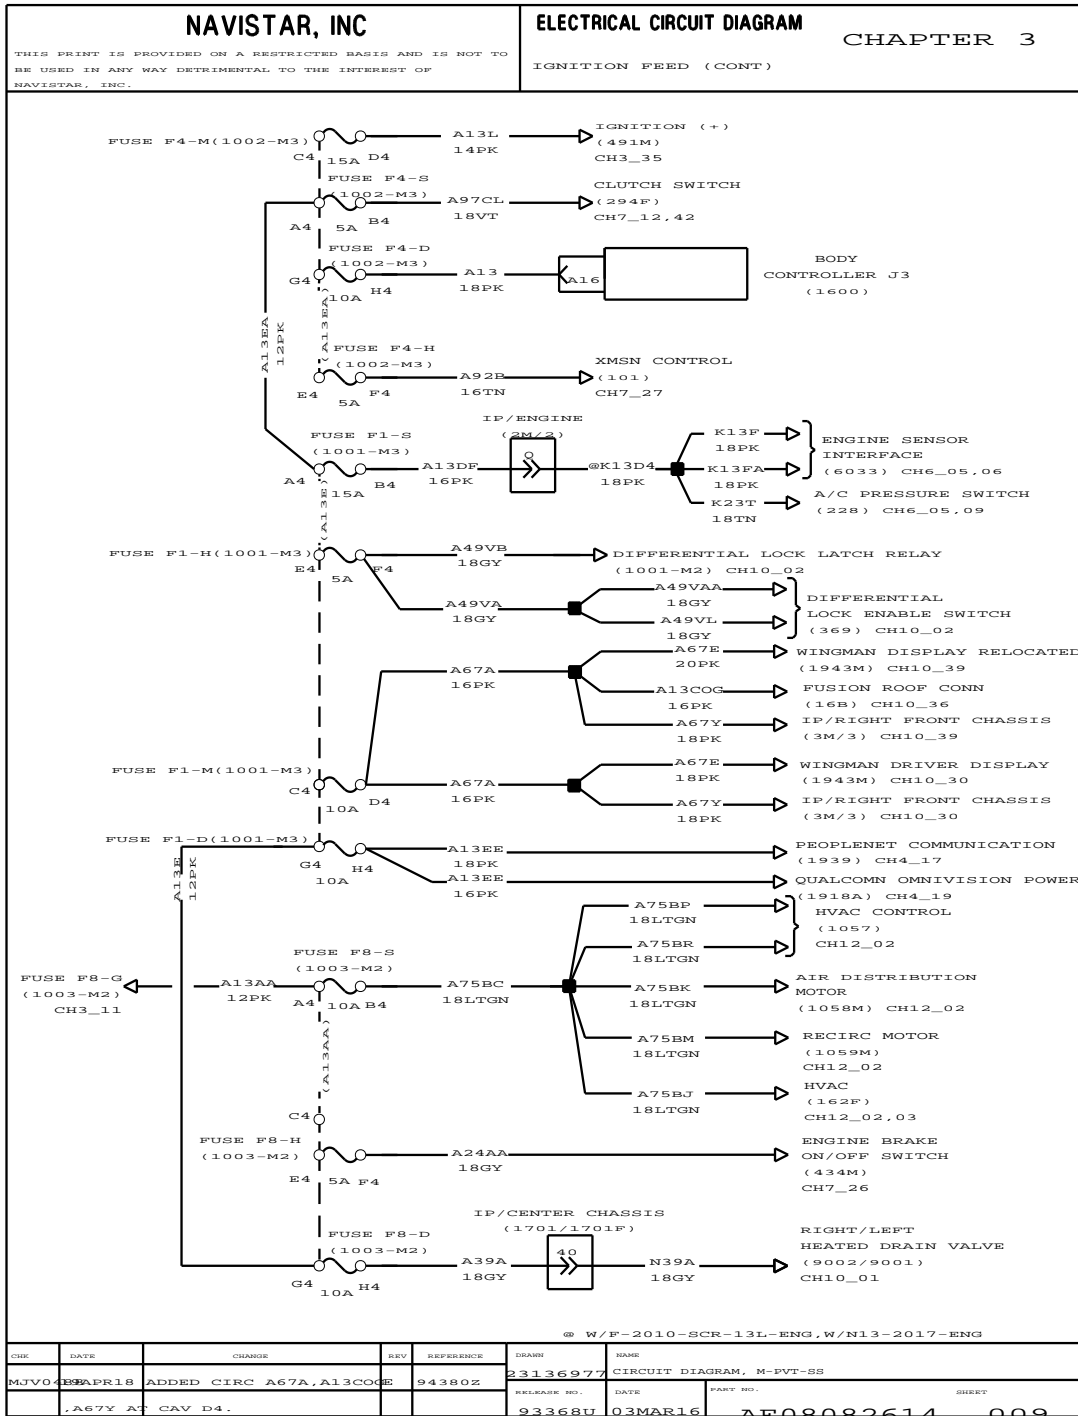 NAVISTAR, INC
THIS PRINT IS PROVIDED ON A RESTRICTED BASIS AND IS NOT TO
BE USED IN ANY WAY DETRIMENTAL TO THE INTEREST OF
NAVISTAR, INC.
ELECTRICAL CIRCUIT DIAGRAM
CHAPTER 3
IGNITION FEED (CONT)
FUSE F4-M(1002-M3)
C4 15A D4
A13L
14PK
IGNITION (+)
(491M)
CH3_35
FUSE F4-S
(1002-M3)
A4 5A B4
A97CL
18VT
CLUTCH SWITCH
(294F)
CH7_12,42
FUSE F4-D
(1002-M3)
G4 10A H4
A13
18PK
A16
BODY
CONTROLLER J3
(1600)
A13EA
12PK
(A13EA)
FUSE F4-H
(1002-M3)
E4 5A F4
A92B
16TN
XMSN CONTROL
(101)
CH7_27
IP/ENGINE
(2M/2)
O
FUSE F1-S
(1001-M3)
A4 15A B4
A13DF
16PK
@K13D4
18PK
K13F
18PK
K13FA
18PK
ENGINE SENSOR
INTERFACE
(6033) CH6_05,06
K23T
18TN
A/C PRESSURE SWITCH
(228) CH6_05,09
(A13E)
FUSE F1-H(1001-M3)
E4 5A F4
A49VB
18GY
DIFFERENTIAL LOCK LATCH RELAY
(1001-M2) CH10_02
A49VA
18GY
A49VAA
18GY
A49VL
18GY
DIFFERENTIAL
LOCK ENABLE SWITCH
(369) CH10_02
A67A
16PK
A67E
20PK
WINGMAN DISPLAY RELOCATED
(1943M) CH10_39
A13COG
16PK
FUSION ROOF CONN
(16B) CH10_36
A67Y
18PK
IP/RIGHT FRONT CHASSIS
(3M/3) CH10_39
FUSE F1-M(1001-M3)
C4 10A D4
A67A
16PK
A67E
18PK
WINGMAN DRIVER DISPLAY
(1943M) CH10_30
A67Y
18PK
IP/RIGHT FRONT CHASSIS
(3M/3) CH10_30
FUSE F1-D(1001-M3)
G4 10A H4
A13EE
18PK
PEOPLENET COMMUNICATION
(1939) CH4_17
A13EE
16PK
QUALCOMN OMNIVISION POWER
(1918A) CH4_19
A13E
12PK
A75BP
18LTGN
A75BR
18LTGN
HVAC CONTROL
(1057)
CH12_02
FUSE F8-G
(1003-M2)
CH3_11
A13AA
12PK
FUSE F8-S
(1003-M2)
A4 10A B4
A75BC
18LTGN
A75BK
18LTGN
AIR DISTRIBUTION
MOTOR
(1058M) CH12_02
A75BM
18LTGN
RECIRC MOTOR
(1059M)
CH12_02
(A13AA)
A75BJ
18LTGN
HVAC
(162F)
CH12_02,03
C4
FUSE F8-H
(1003-M2)
E4 5A F4
A24AA
18GY
ENGINE BRAKE
ON/OFF SWITCH
(434M)
CH7_26
IP/CENTER CHASSIS
(1701/1701F)
40
FUSE F8-D
(1003-M2)
G4 10A H4
A39A
18GY
N39A
18GY
RIGHT/LEFT
HEATED DRAIN VALVE
(9002/9001)
CH10_01
@ W/F-2010-SCR-13L-ENG,W/N13-2017-ENG
CHK DATE CHANGE REV REFERENCE
ADDED CIRC A67A,A13COG E 94380Z
,A67Y AT CAV D4.
DRAWN
23136977
NAME
CIRCUIT DIAGRAM, M-PVT-SS
RELEASE NO.
93368U
DATE
03MAR16
PART NO.
AF08082614
SHEET
009